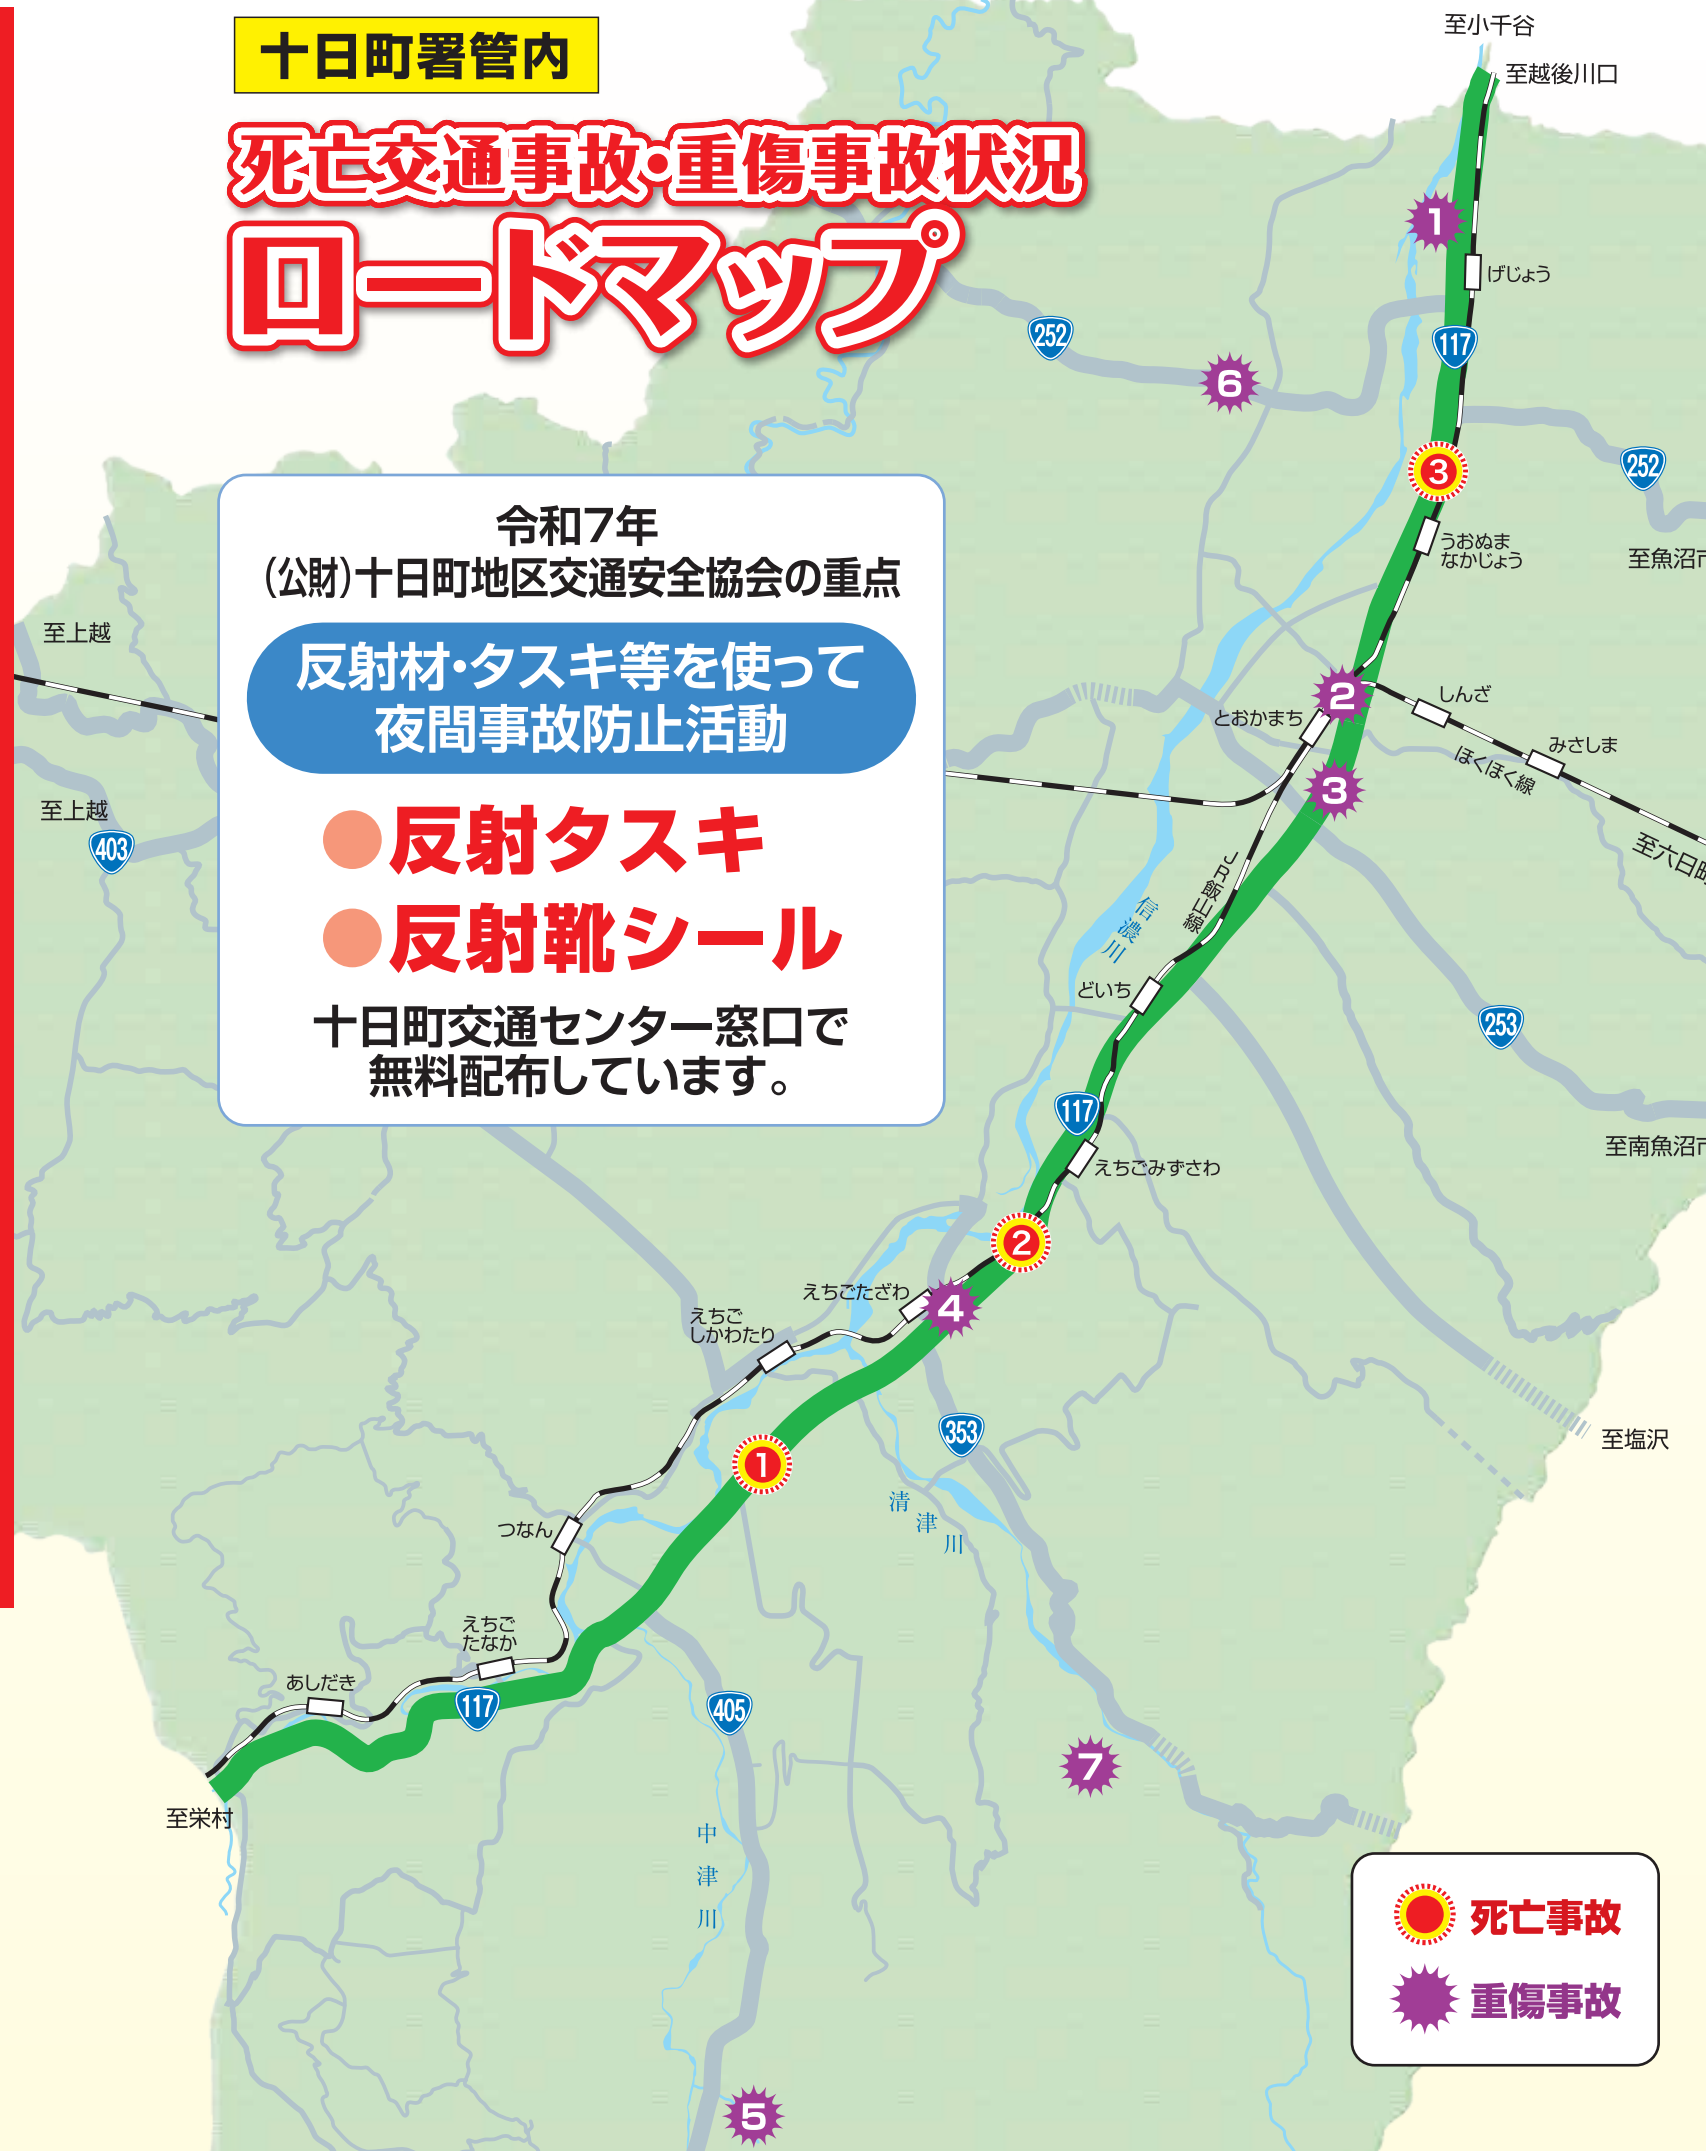 十日町署管内
死亡交通事故・重傷事故状況
ロードマップ
至小千谷
至越後川口
1
げじょう
117
252
6
3
252
うおぬま
なかじょう
至魚沼市
令和7年
(公財)十日町地区交通安全協会の重点
反射材・タスキ等を使って
夜間事故防止活動
●反射タスキ
●反射靴シール
十日町交通センター窓口で
無料配布しています。
至上越
至上越
403
2
とおかまち
しんざ
みさしま
ほくほく線
3
至六日町
JR飯山線
信濃川
どいち
253
117
至南魚沼市
えちごみずさわ
2
えちごたざわ
4
えちご
しかわたり
353
至塩沢
1
清津川
つなん
えちご
たなか
あしだき
117
405
7
至栄村
中津川
5
死亡事故
重傷事故